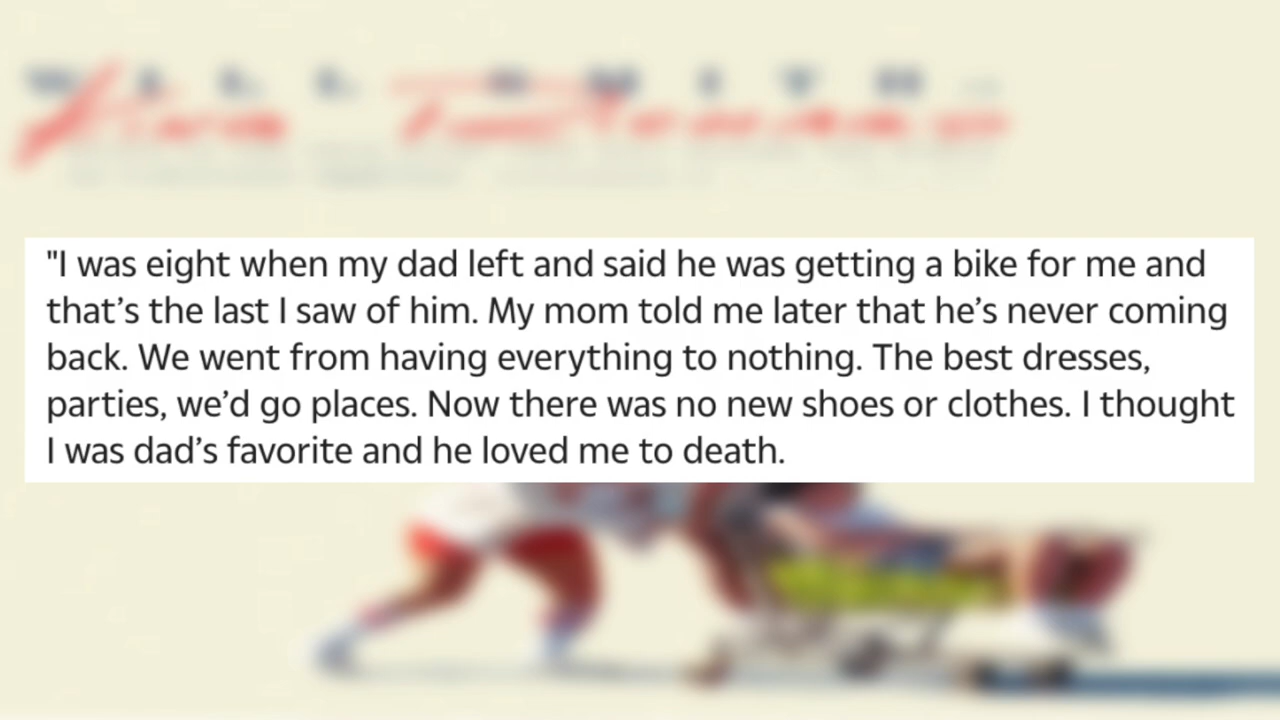 "I was eight when my dad left and said he was getting a bike for me and
that’s the last I saw of him. My mom told me later that he’s never coming
back. We went from having everything to nothing. The best dresses,
parties, we’d go places. Now there was no new shoes or clothes. I thought
I was dad’s favorite and he loved me to death.